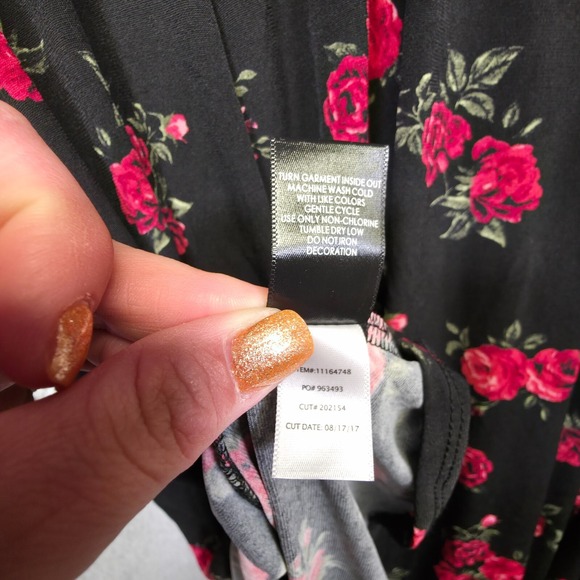 TURN GARMENT INSIDE OUT
MACHINE WASH COLD
WITH LIKE COLORS
GENTLE CYCLE
USE ONLY NON-CHLORINE
TUMBLE DRY LOW
DO NOT IRON
DECORATION
ITEM#:11164748
PO# 963493
CUT# 202154
CUT DATE: 08/17/17